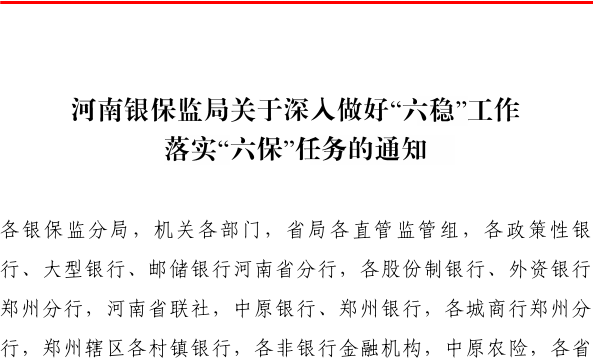 河南银保监局关于深入做好“六稳”工作
落实“六保”任务的通知
各银保监分局，机关各部门，省局各直管监管组，各政策性银
行、大型银行、邮储银行河南省分行，各股份制银行、外资银行
郑州分行，河南省联社，中原银行、郑州银行，各城商行郑州分
行，郑州辖区各村镇银行，各非银行金融机构，中原农险，各省